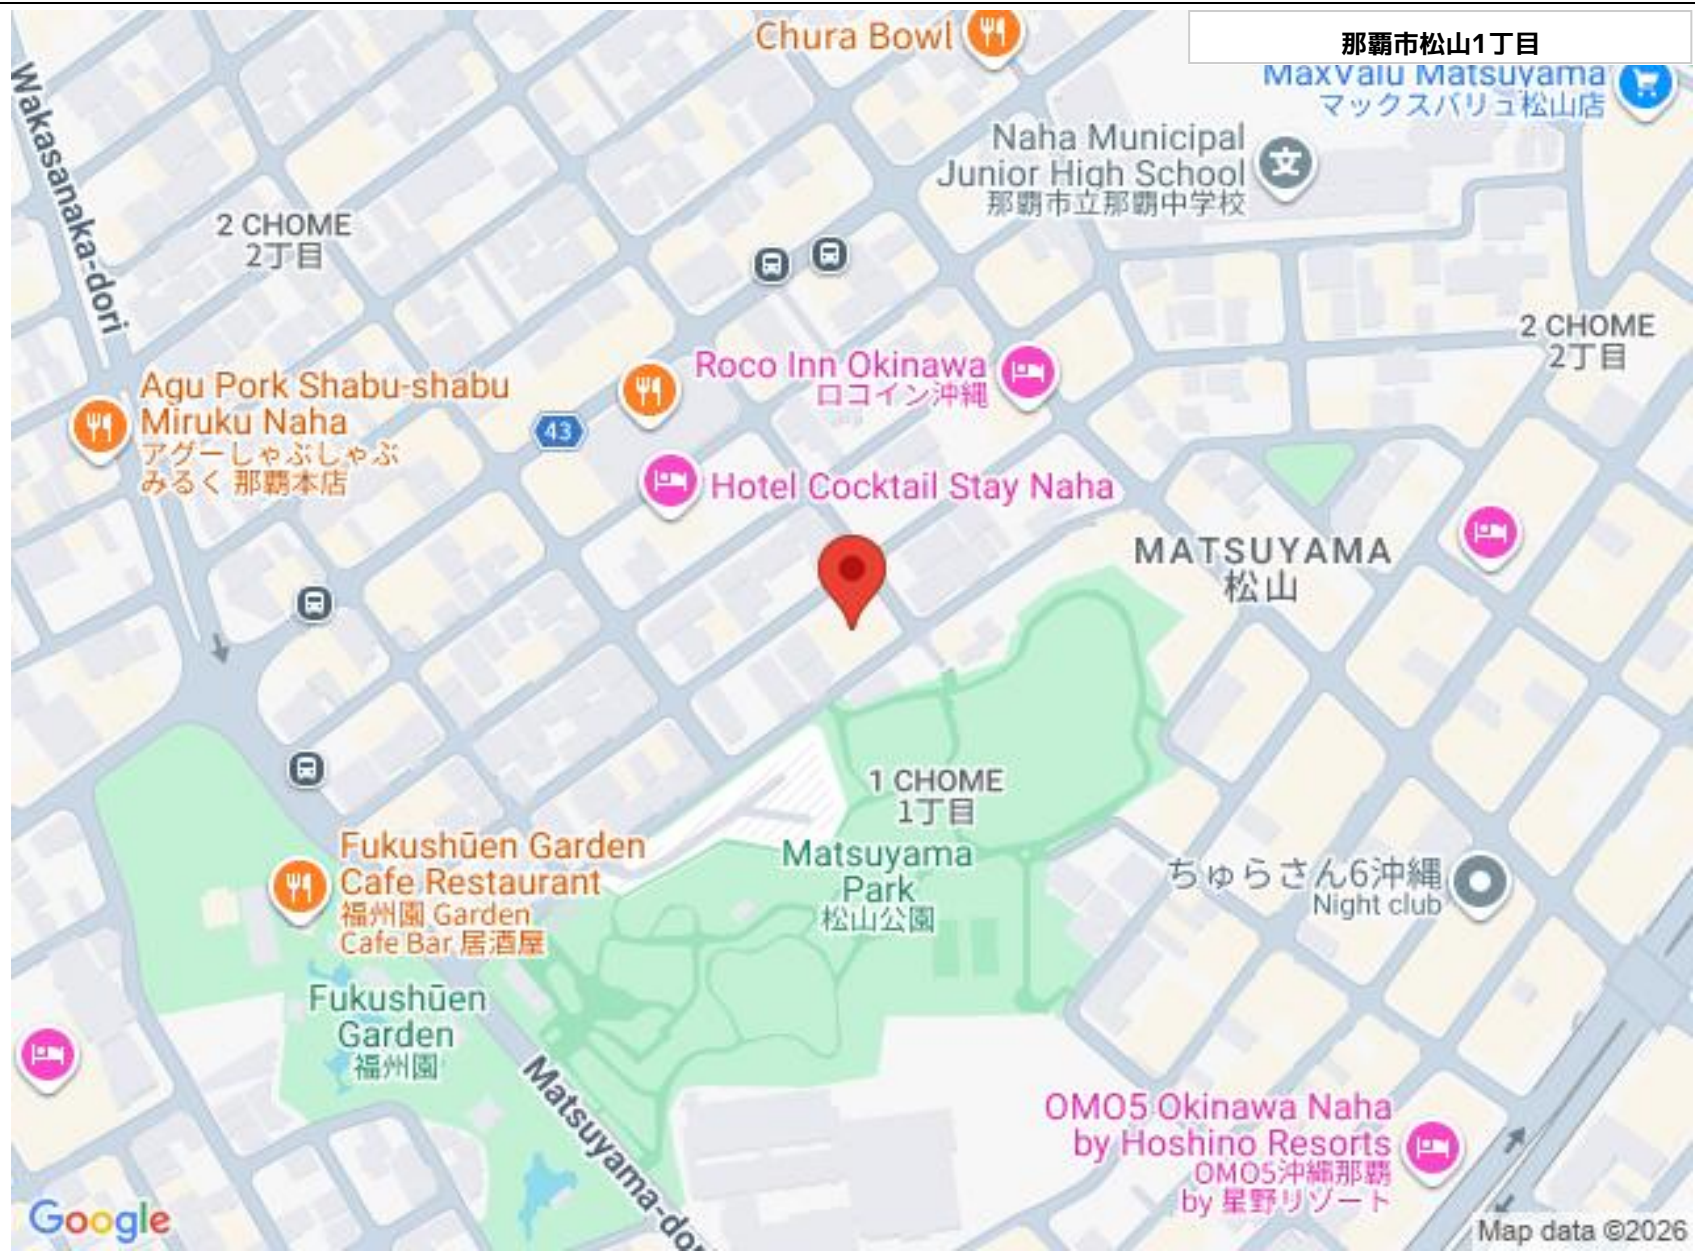 那覇市松山1丁目
Chura Bowl
MaxValu Matsuyama
マックスバリュ松山店
Wakasanaka-dori
Naha Municipal
Junior High School
那覇市立那覇中学校
文
2 CHOME
2丁目
2 CHOME
2丁目
Roco Inn Okinawa
ロコイン沖縄
Agu Pork Shabu-shabu
Miruku Naha
アグーしゃぶしゃぶ
みるく 那覇本店
43
Hotel Cocktail Stay Naha
MATSUYAMA
松山
1 CHOME
1丁目
Matsuyama
Park
松山公園
Fukushūen Garden
Cafe Restaurant
福州園 Garden
Cafe Bar 居酒屋
ちゅらさん6沖縄
Night club
Fukushūen
Garden
福州園
Matsuyama-dori
OMO5 Okinawa Naha
by Hoshino Resorts
OMO5沖縄那覇
by 星野リゾート
Google
Map data ©2026